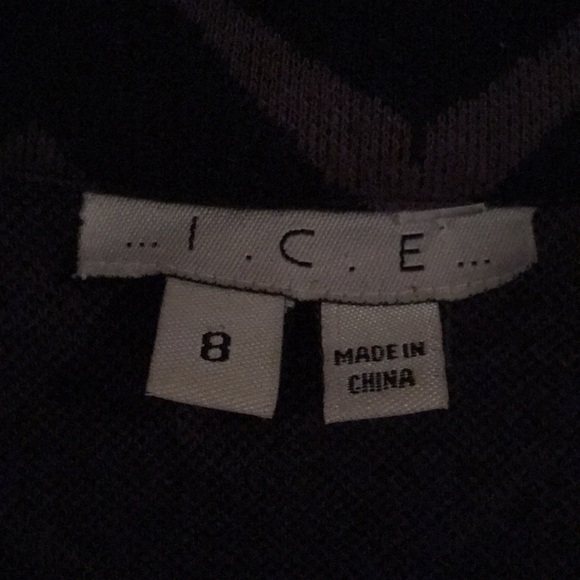 ... I . C . E ...
8
MADE IN
CHINA